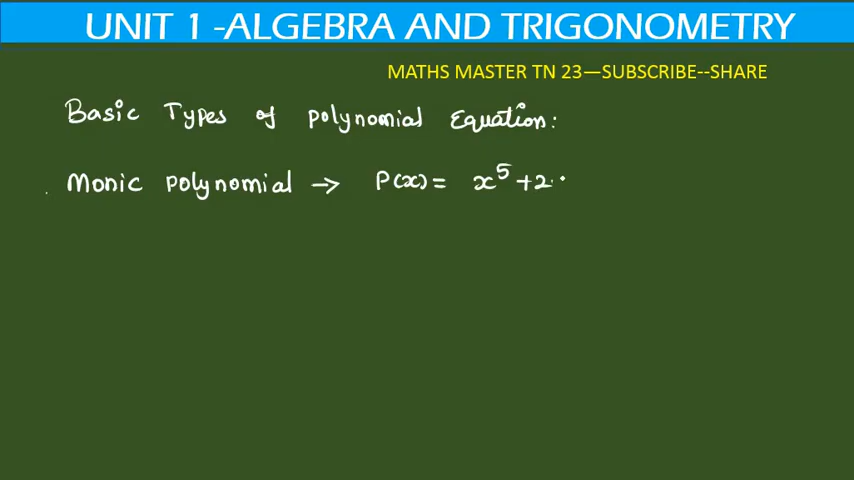 UNIT 1 -ALGEBRA AND TRIGONOMETRY
MATHS MASTER TN 23—SUBSCRIBE--SHARE
Basic Types of polynomial Equation:
Monic polynomial → P(x) = x⁵ + 2